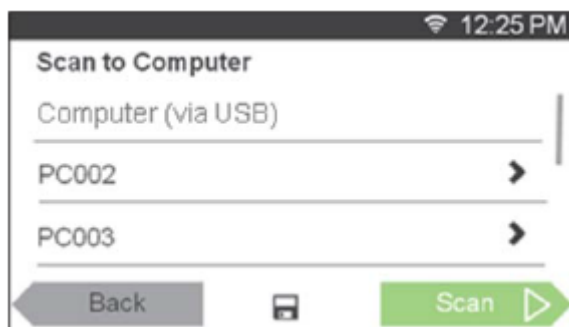 12:25 PM
Scan to Computer
Computer (via USB)
PC002
PC003
Back
Scan